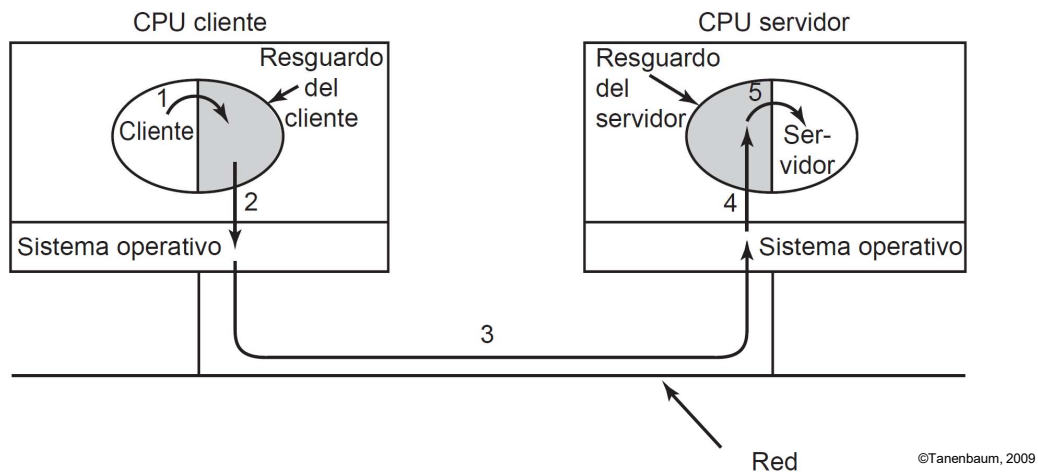 CPU cliente
CPU servidor
Resguardo
del
cliente
1
Cliente
2
Sistema operativo
Resguardo
del
servidor
5
Ser-
vidor
4
Sistema operativo
3
Red
©Tanenbaum, 2009